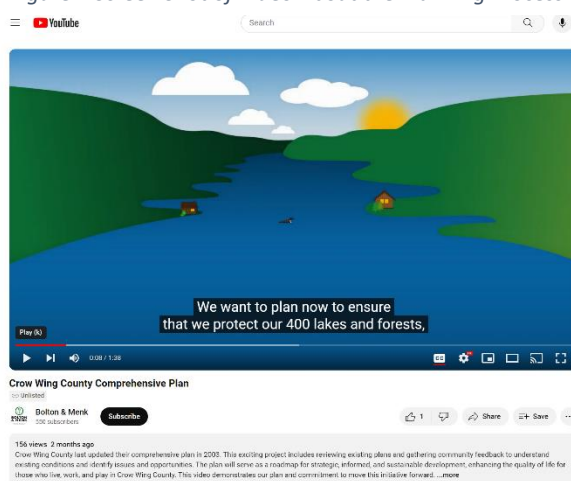 YouTube
Search
We want to plan now to ensure
that we protect our 400 lakes and forests,
Play (k)
0:08 / 1:28
Crow Wing County Comprehensive Plan
Unlisted
Bolton & Menk
subscribers
Subscribe
1
Share
Save
156 views 2 months ago
Crow Wing County last updated their comprehensive plan in 2003. This exciting project includes reviewing existing plans and gathering community feedback to understand
existing conditions and identify issues and opportunities. The plan will serve as a roadmap for strategic, informed, and sustainable development, enhancing the quality of life for
those who live, work, and play in Crow Wing County. This video demonstrates our plan and commitment to move this initiative forward. ...more